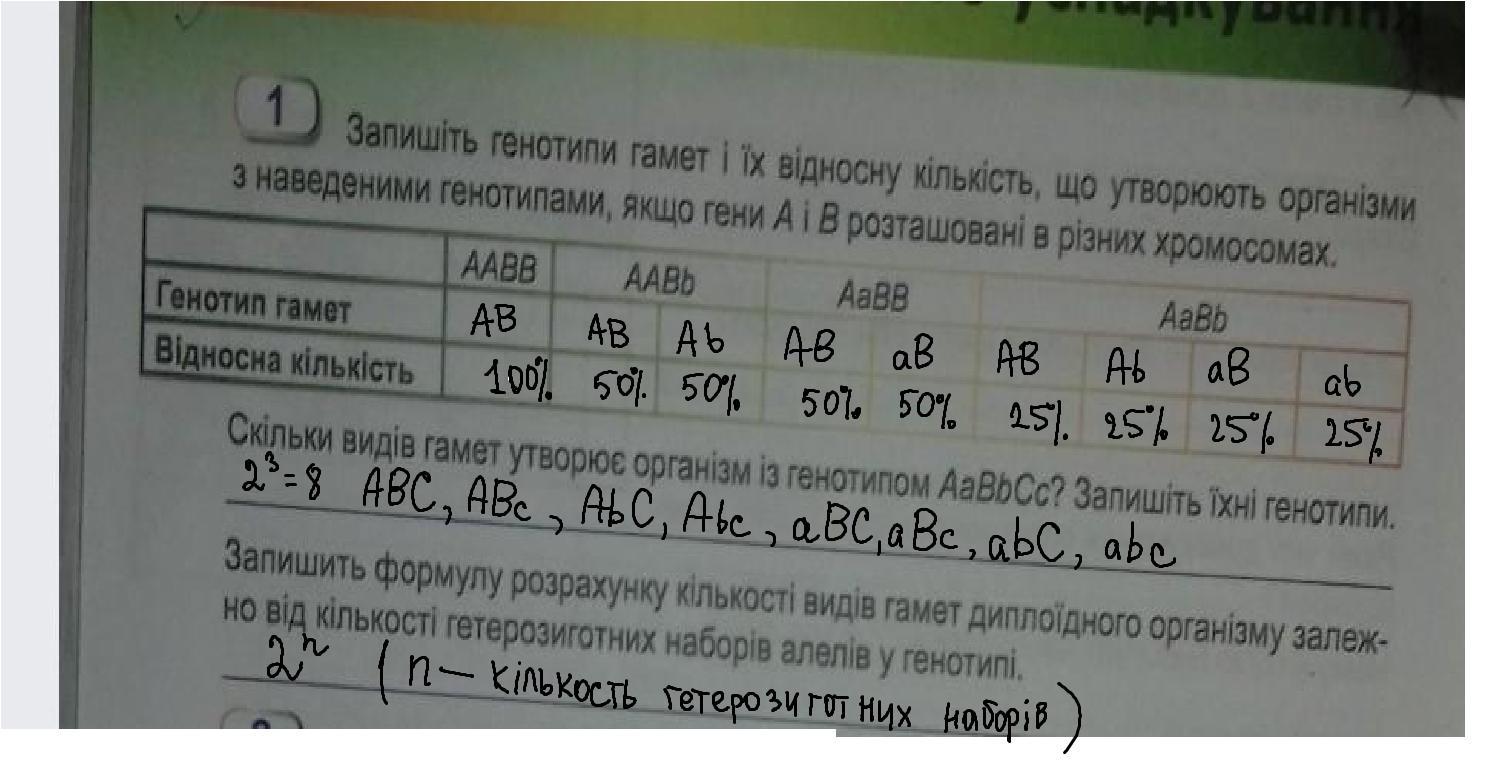 успадкування
1
Запишіть генотипи гамет і їх відносну кількість, що утворюють організми
з наведеними генотипами, якщо гени A і B розташовані в різних хромосомах.
AABB AABb AaBB AaBb
Генотип гамет AB AB Ab AB aB AB Ab aB ab
Відносна кількість 100% 50% 50% 50% 50% 25% 25% 25% 25%
Скільки видів гамет утворює організм із генотипом AaBbCc? Запишіть їхні генотипи.
2³=8 ABC, ABc, AbC, Abc, aBC, aBc, abC, abc
Запишить формулу розрахунку кількості видів гамет диплоїдного організму залеж-
но від кількості гетерозиготних наборів алелів у генотипі.
2ⁿ (n — кількость гетерозиготних наборів)